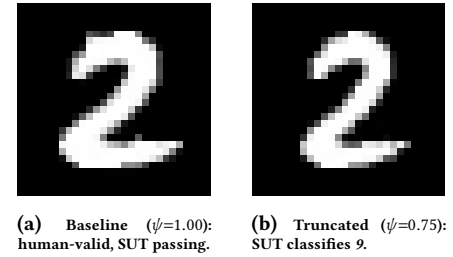 (a) Baseline (ψ=1.00):
human-valid, SUT passing.
(b) Truncated (ψ=0.75):
SUT classifies 9.